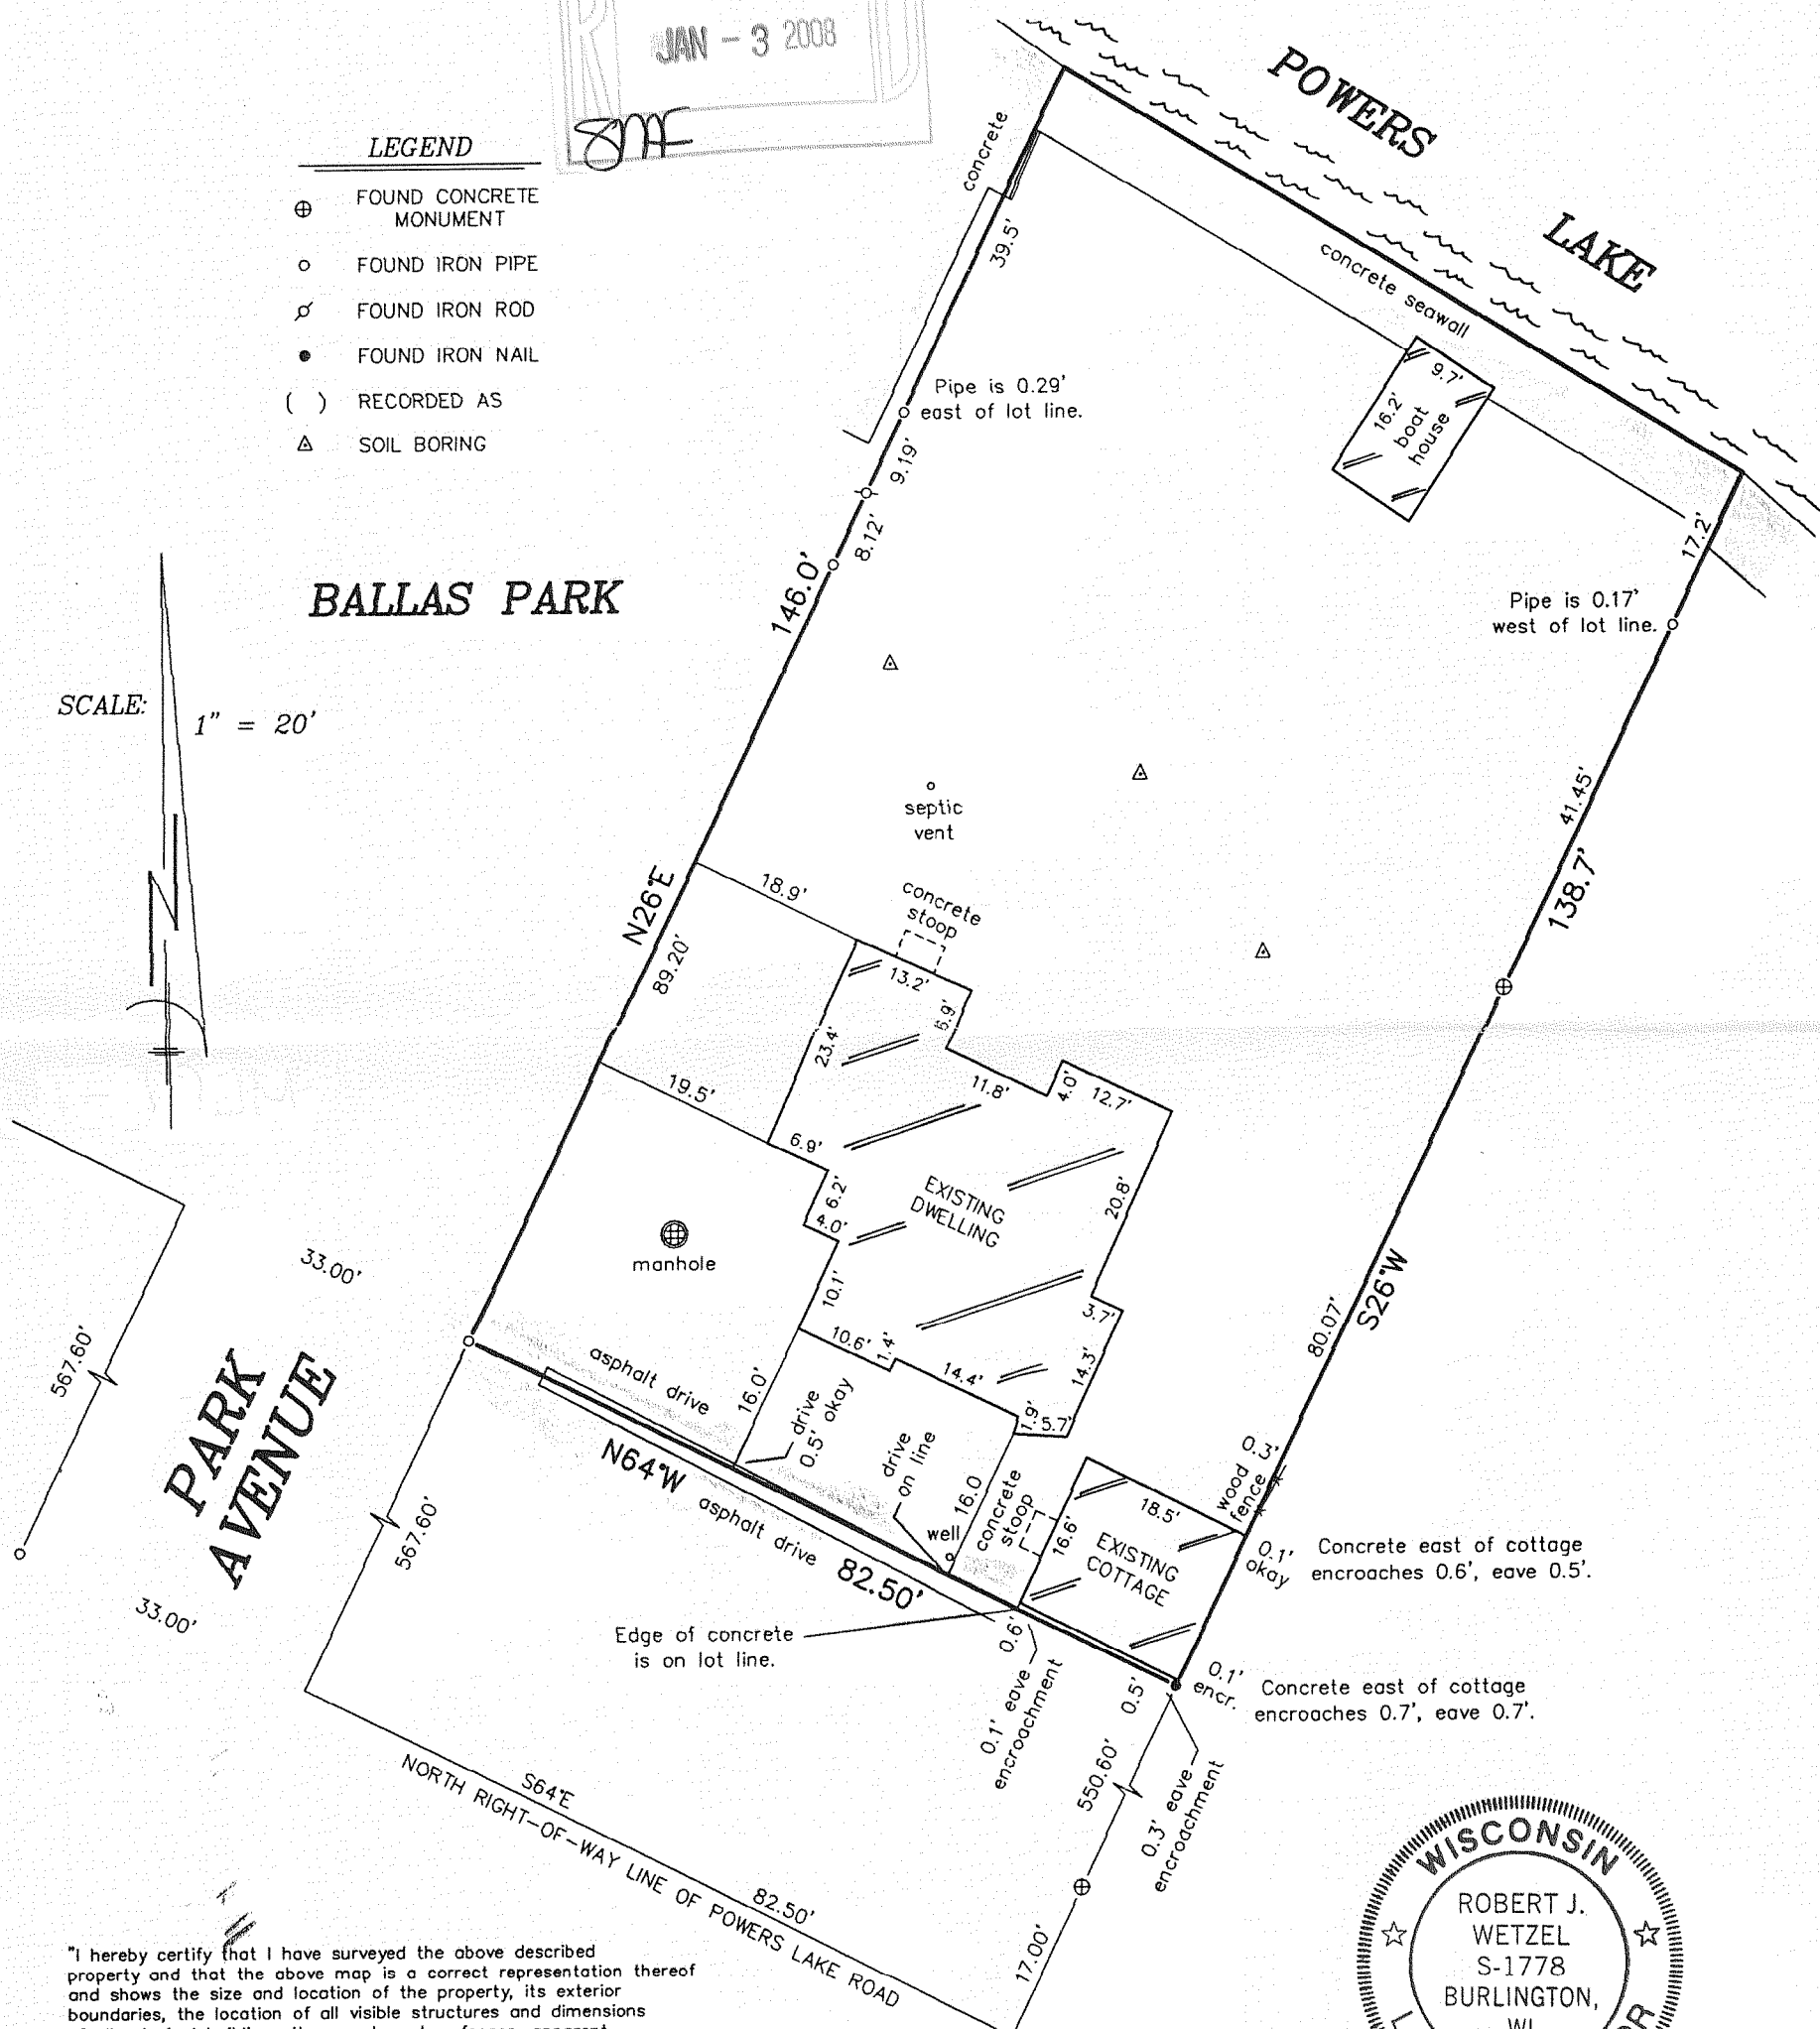 JAN - 3 2008
LEGEND
FOUND CONCRETE
MONUMENT
FOUND IRON PIPE
FOUND IRON ROD
FOUND IRON NAIL
( ) RECORDED AS
SOIL BORING
BALLAS PARK
SCALE:
1" = 20'
N
POWERS
LAKE
concrete
39.5'
concrete seawall
9.7'
16.2'
boat
house
Pipe is 0.29'
east of lot line.
9.19'
8.12'
146.0'
17.2'
Pipe is 0.17'
west of lot line.
41.45'
138.7'
septic
vent
N26°E
89.20'
18.9'
concrete
stoop
13.2'
6.9'
23.4'
11.8'
4.0'
12.7'
19.5'
6.9'
6.2'
4.0'
EXISTING
DWELLING
20.8'
manhole
10.1'
3.7'
10.6'
1.4'
14.4'
14.3'
1.9'
5.7'
S26°W
80.07'
33.00'
567.60'
PARK
AVENUE
33.00'
567.60'
asphalt drive
16.0'
drive
0.5' okay
drive
on line
N64°W
asphalt drive
82.50'
well
16.0
concrete
stoop
16.6'
18.5'
EXISTING
COTTAGE
0.3'
wood
fence
0.1'
okay
Concrete east of cottage
encroaches 0.6', eave 0.5'.
Edge of concrete
is on lot line.
0.6'
0.1' eave
encroachment
0.5'
0.1'
encr.
Concrete east of cottage
encroaches 0.7', eave 0.7'.
550.60'
0.3' eave
encroachment
S64°E
82.50'
NORTH RIGHT-OF-WAY LINE OF POWERS LAKE ROAD
17.00'
WISCONSIN
ROBERT J.
WETZEL
S-1778
BURLINGTON,
WI
"I hereby certify that I have surveyed the above described
property and that the above map is a correct representation thereof
and shows the size and location of the property, its exterior
boundaries, the location of all visible structures and dimensions